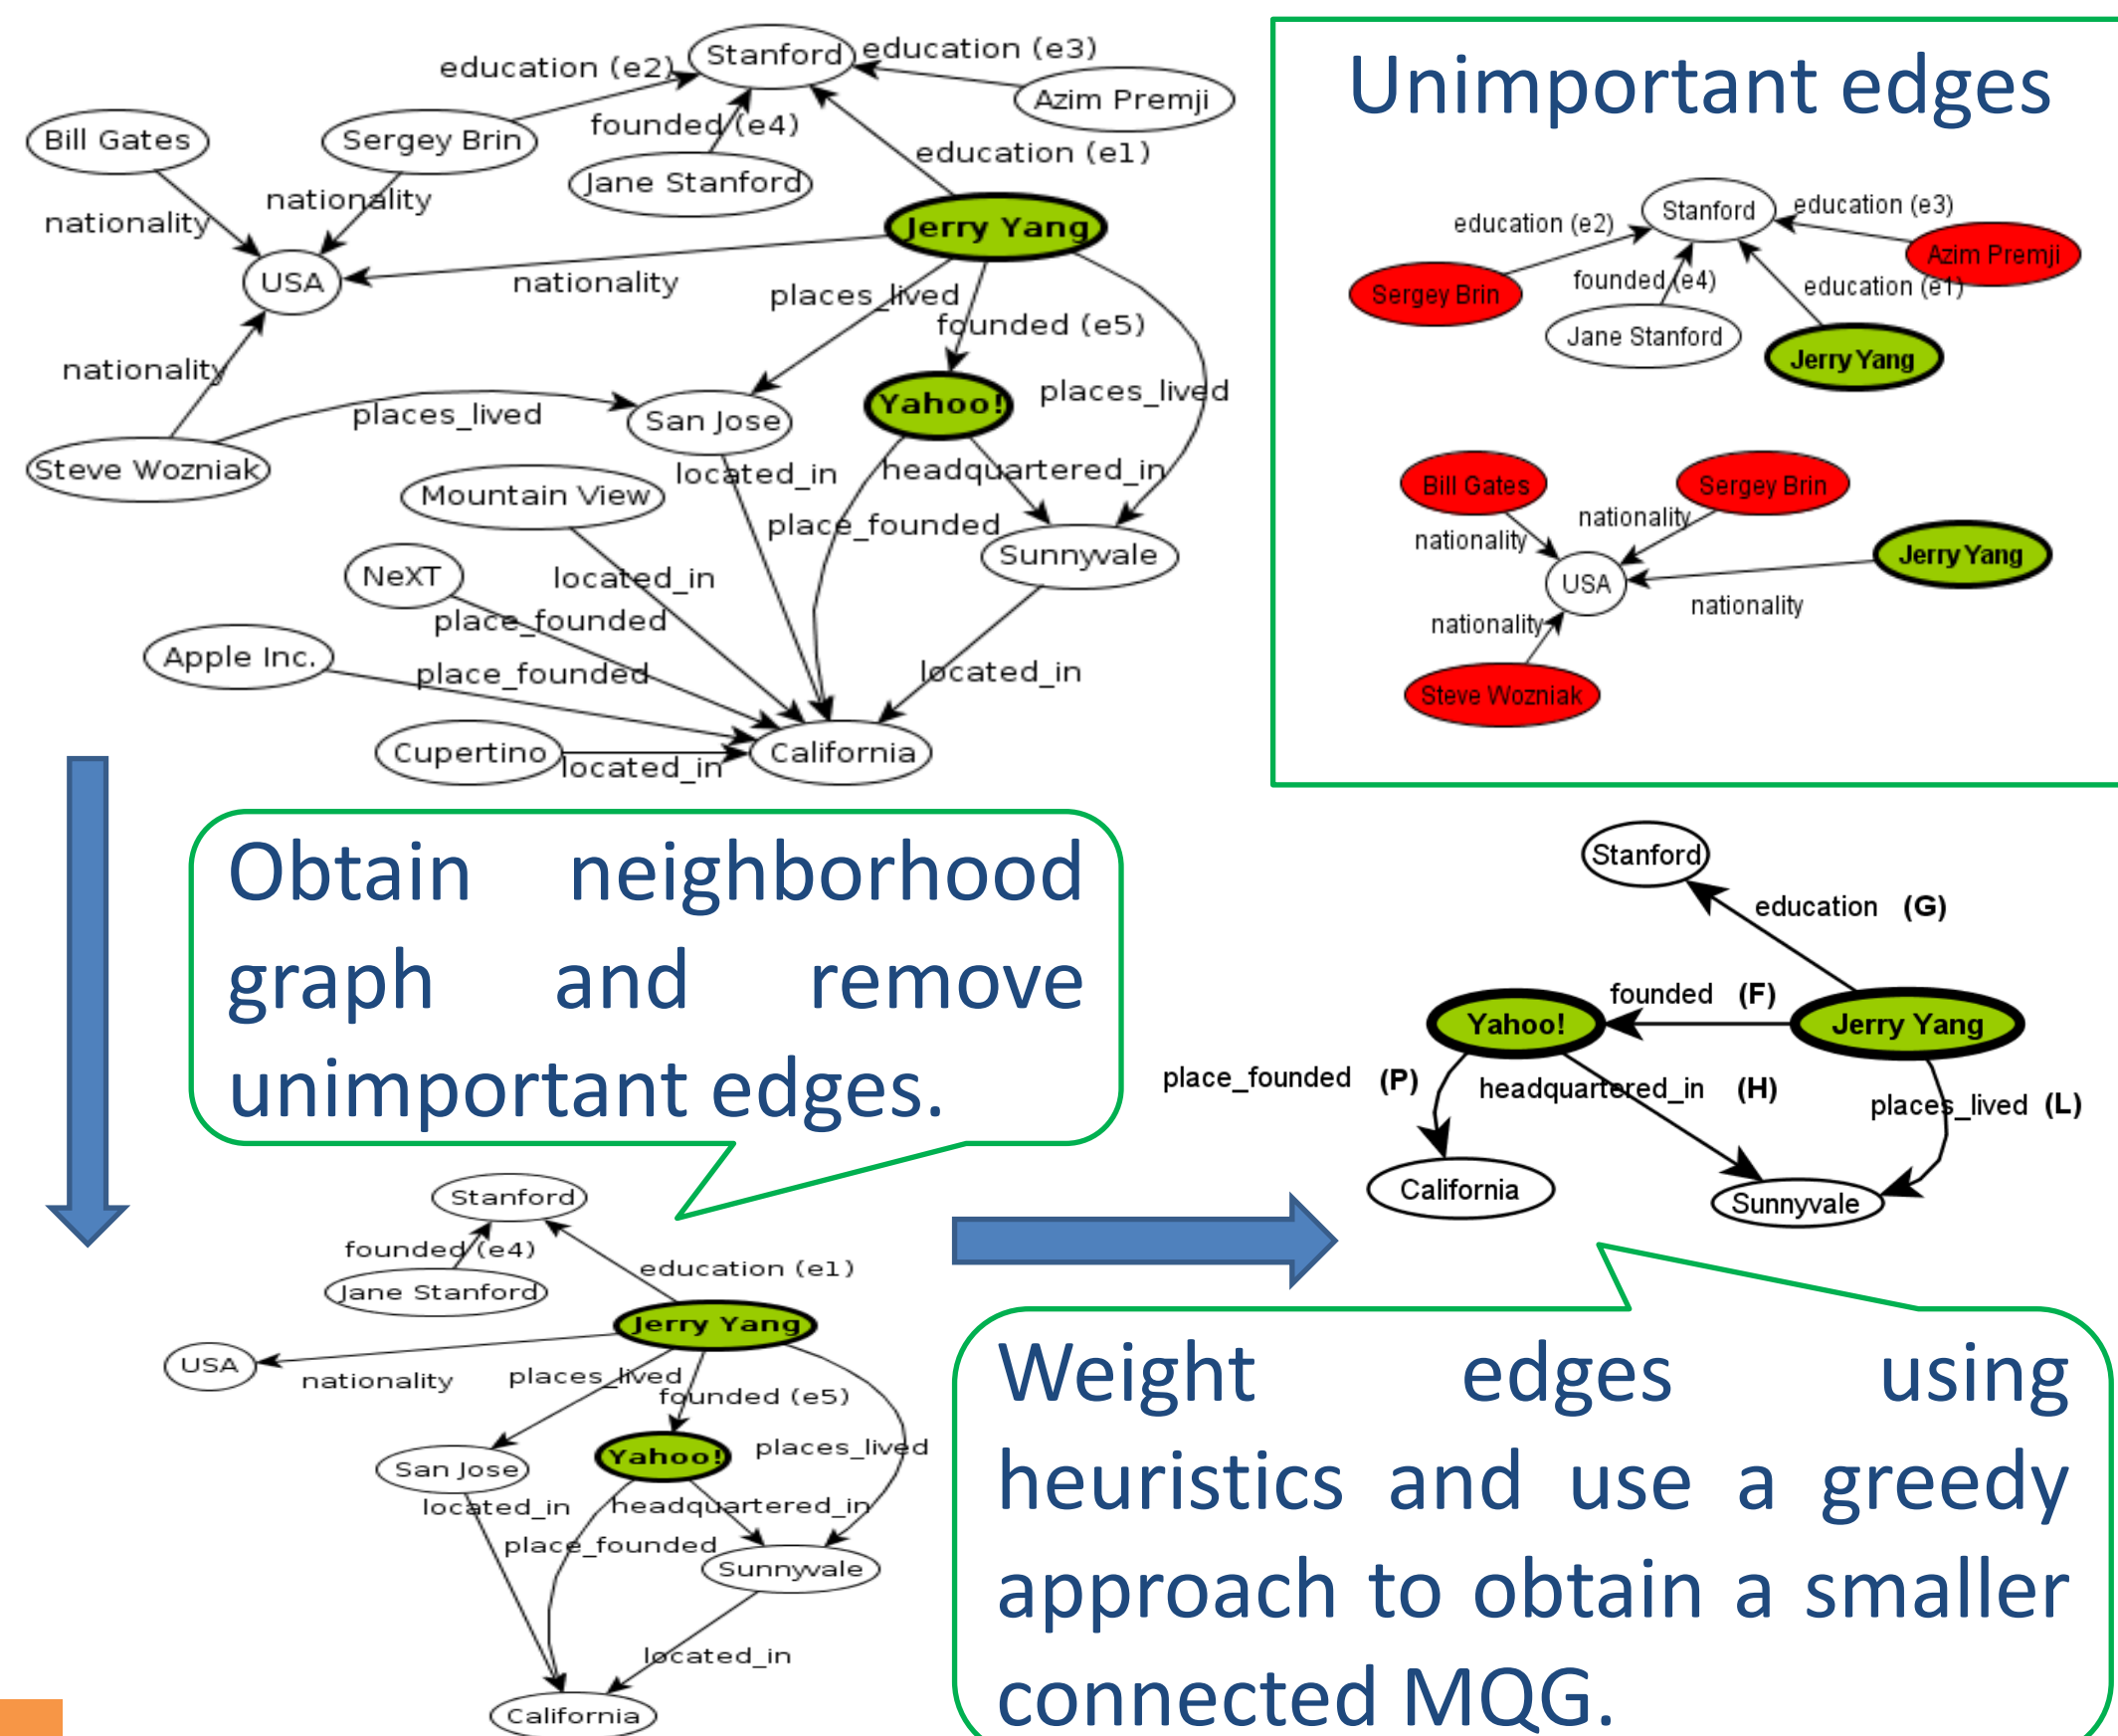 Stanford
education (e3)
education (e2)
Azim Premji
Bill Gates
Sergey Brin
founded (e4)
education (e1)
Jane Stanford
nationality
nationality
Jerry Yang
USA
nationality
places_lived
founded (e5)
nationality
places_lived
Yahoo!
places_lived
San Jose
Steve Wozniak
located_in
headquartered_in
Mountain View
place_founded
Sunnyvale
NeXT
located_in
place_founded
Apple Inc.
place_founded
located_in
Cupertino
located_in
California
Unimportant edges
Stanford
education (e3)
education (e2)
Azim Premji
founded (e4)
education (e1)
Sergey Brin
Jane Stanford
Jerry Yang
Bill Gates
Sergey Brin
nationality
nationality
Jerry Yang
USA
nationality
nationality
Steve Wozniak
Obtain neighborhood
graph and remove
unimportant edges.
Stanford
education (G)
founded (F)
Yahoo!
Jerry Yang
place_founded (P)
headquartered_in (H)
places_lived (L)
California
Sunnyvale
Stanford
founded (e4)
education (e1)
Jane Stanford
Jerry Yang
USA
nationality
places_lived
founded (e5)
places_lived
Yahoo!
San Jose
located_in
headquartered_in
place_founded
Sunnyvale
located_in
California
Weight edges using
heuristics and use a greedy
approach to obtain a smaller
connected MQG.